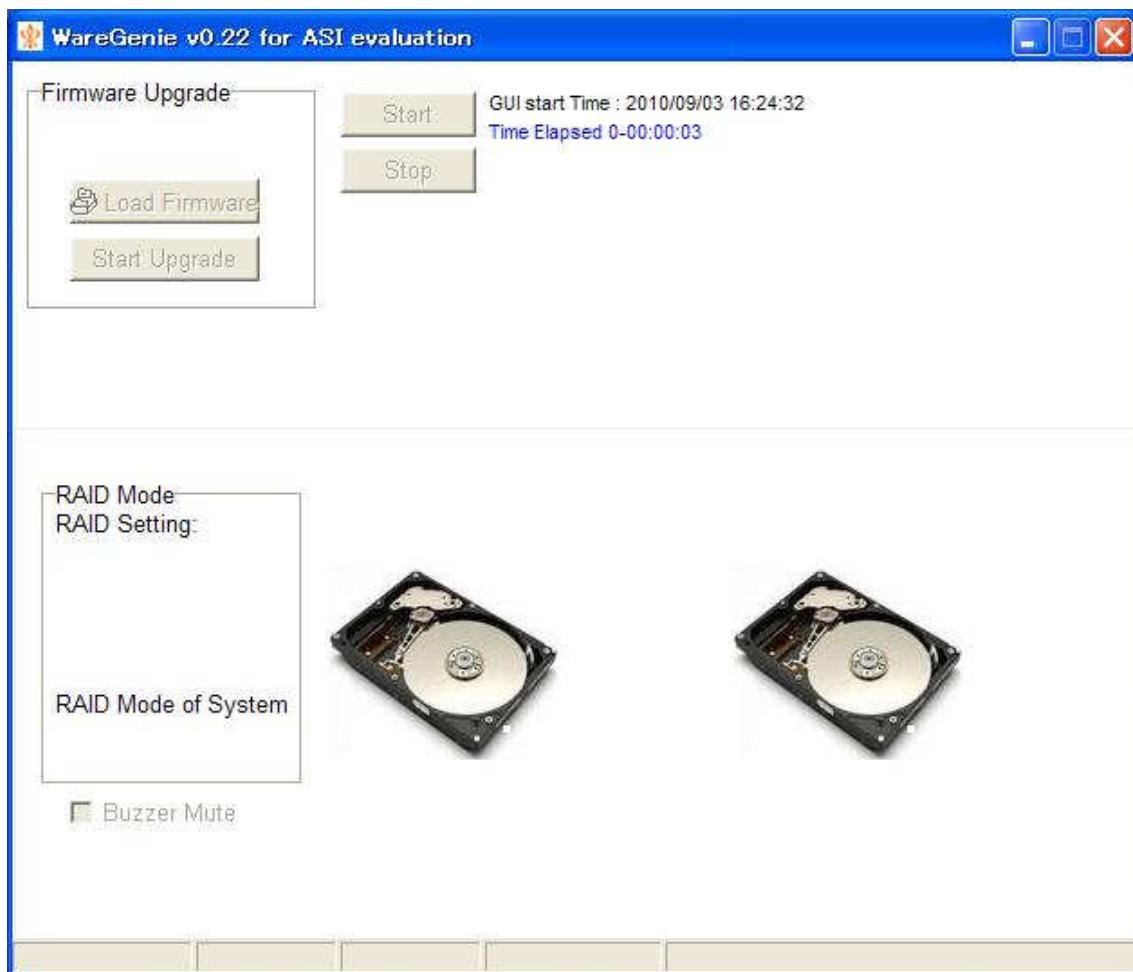 WareGenie v0.22 for ASI evaluation
Firmware Upgrade
Load Firmware
Start Upgrade
Start
Stop
GUI start Time : 2010/09/03 16:24:32
Time Elapsed 0-00:00:03
RAID Mode
RAID Setting:
RAID Mode of System
Buzzer Mute